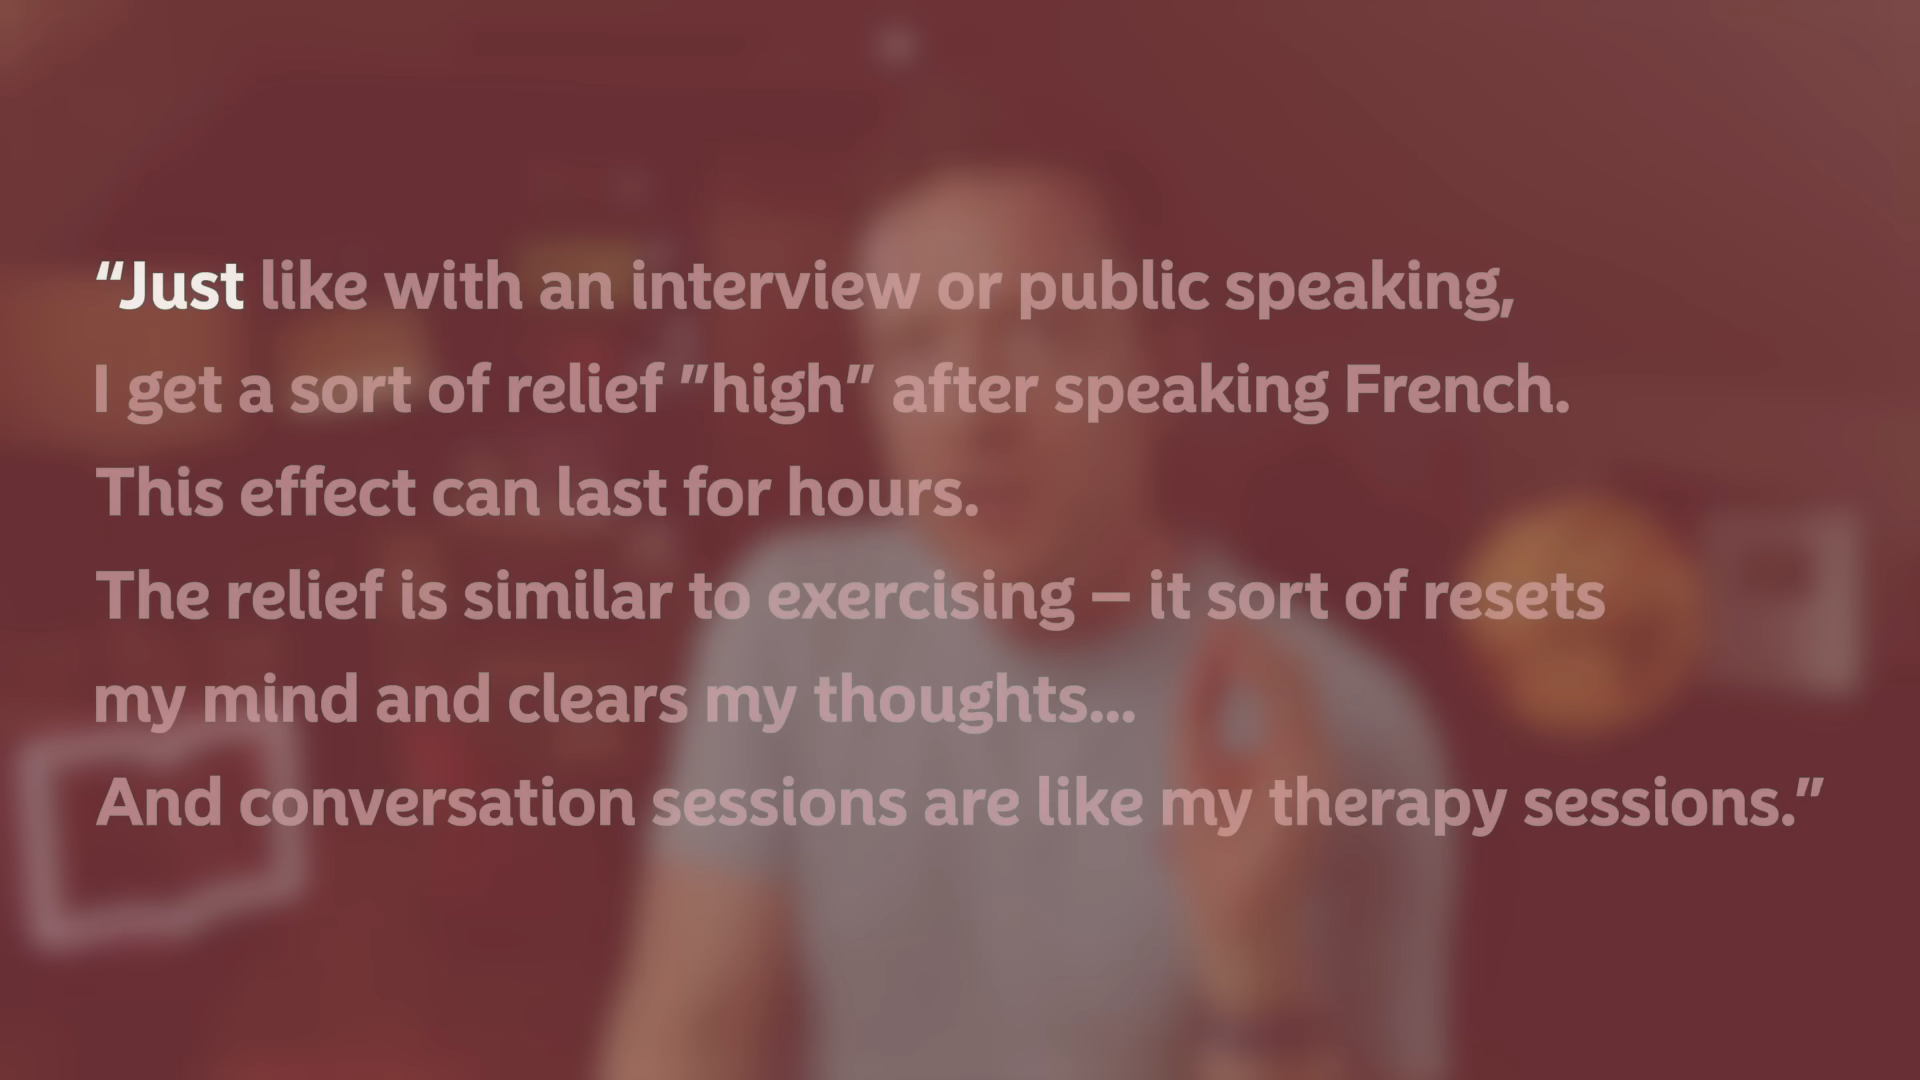 “Just like with an interview or public speaking,
I get a sort of relief ”high” after speaking French.
This effect can last for hours.
The relief is similar to exercising – it sort of resets
my mind and clears my thoughts...
And conversation sessions are like my therapy sessions.”